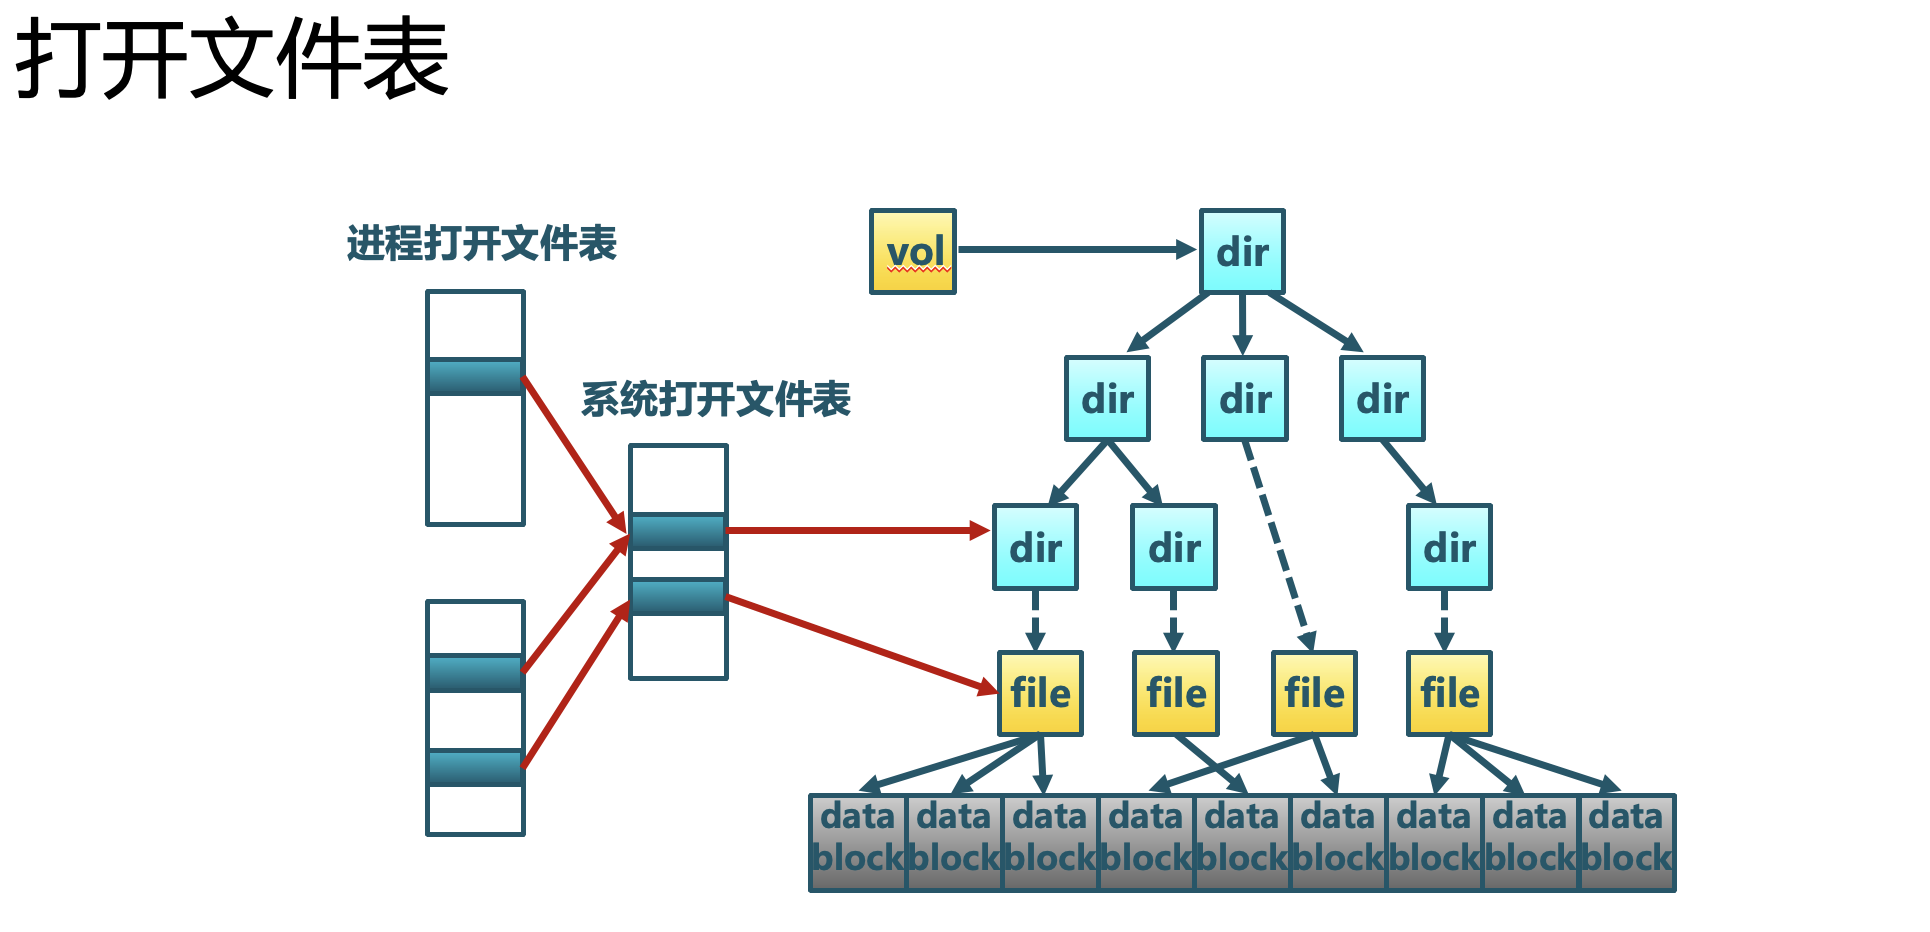 打开文件表
进程打开文件表
vol
dir
系统打开文件表
dir
dir
dir
dir
dir
dir
file
file
file
file
data data data data data data data data data
block block block block block block block block block